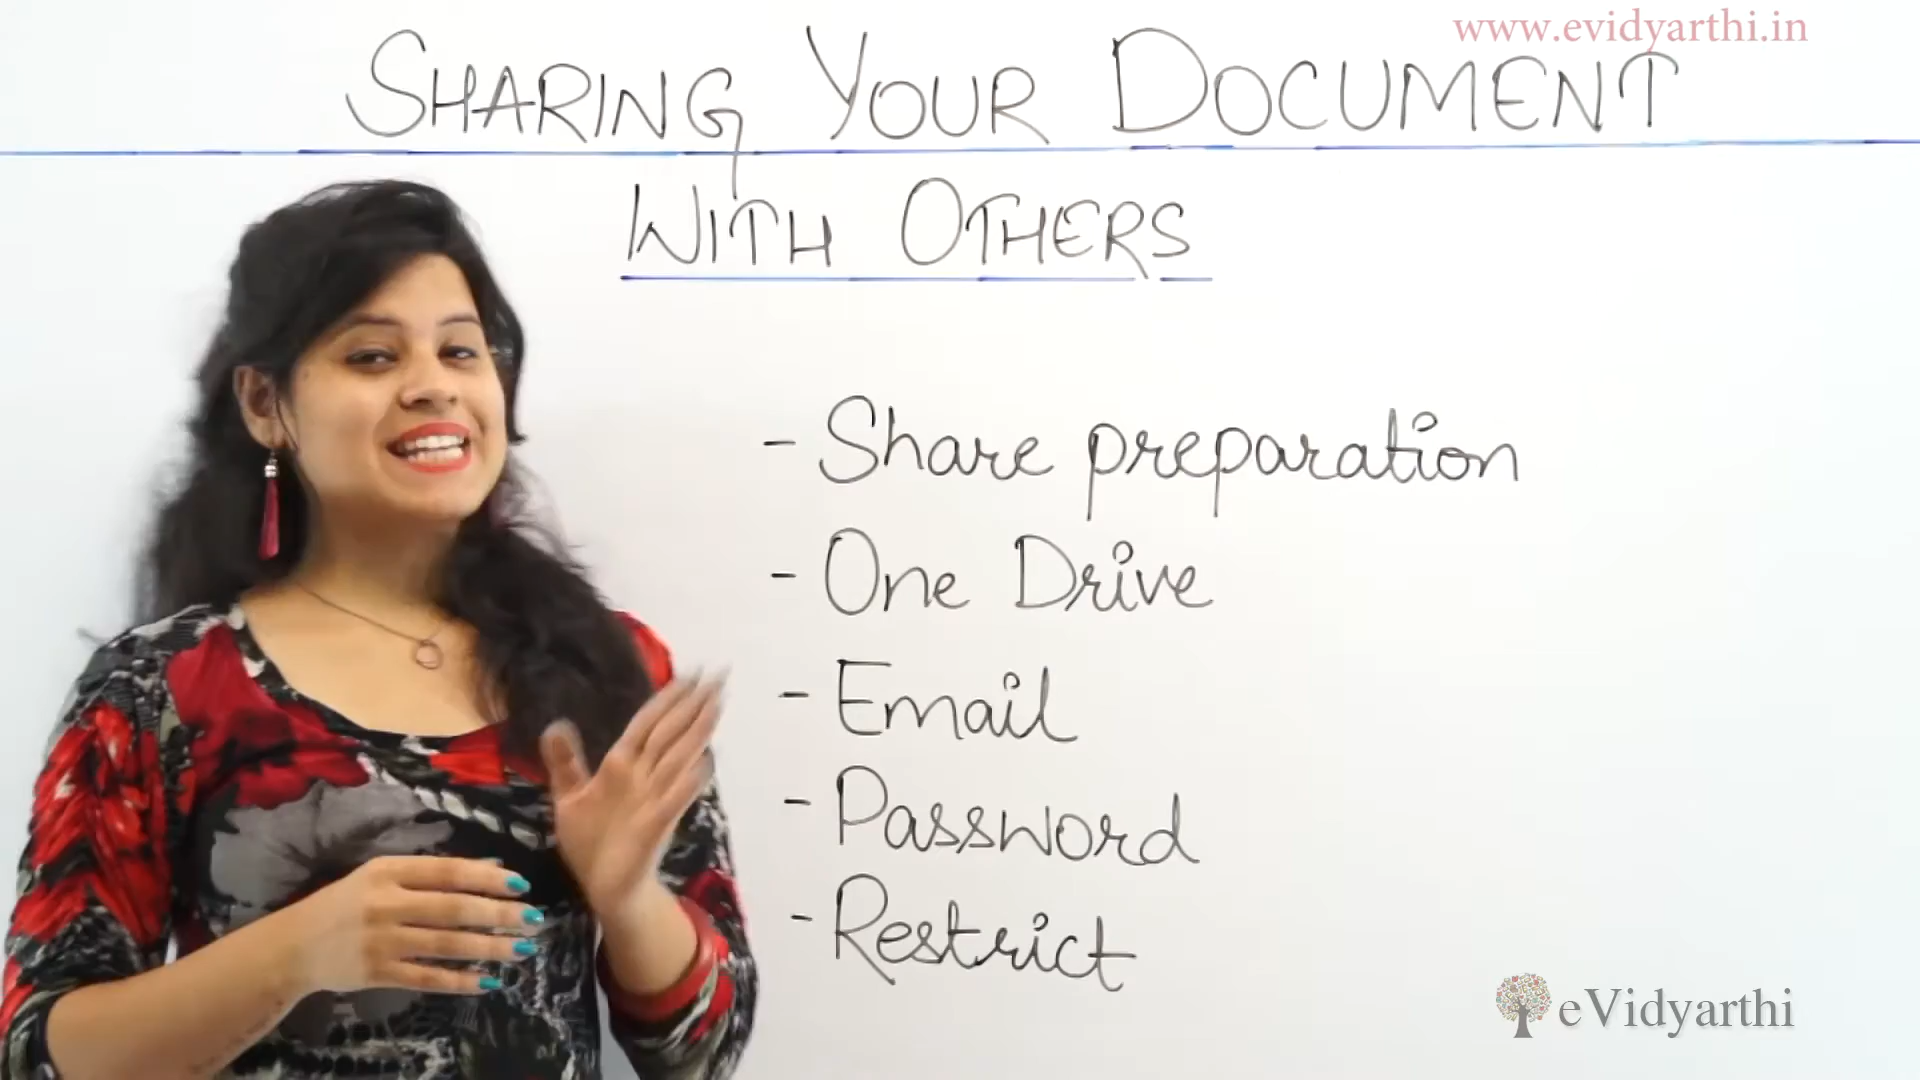 www.evidyarthi.in
SHARING YOUR DOCUMENT
WITH OTHERS
- Share preparation
- One Drive
- Email
- Password
- Restrict
eVidyarthi